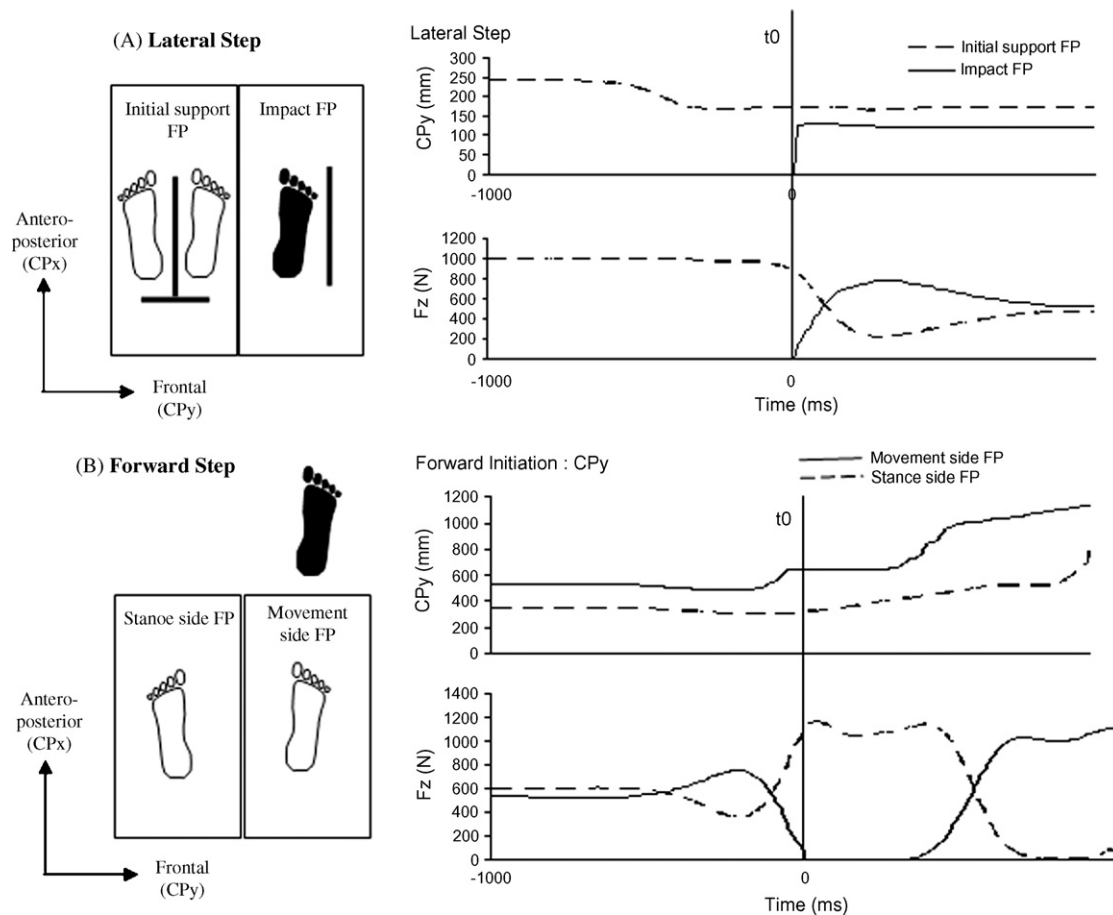 (A) Lateral Step
Initial support
FP
Impact FP
Antero-
posterior
(CPx)
Frontal
(CPy)
Lateral Step
t0
Initial support FP
Impact FP
CPy (mm)
300
250
200
150
100
50
0
-1000
0
Fz (N)
1200
1000
800
600
400
200
0
-1000
0
Time (ms)
(B) Forward Step
Stanoe side FP
Movement
side FP
Antero-
posterior
(CPx)
Frontal
(CPy)
Forward Initiation : CPy
Movement side FP
Stance side FP
t0
CPy (mm)
1200
1000
800
600
400
200
0
Fz (N)
1400
1200
1000
800
600
400
200
0
-1000
0
Time (ms)